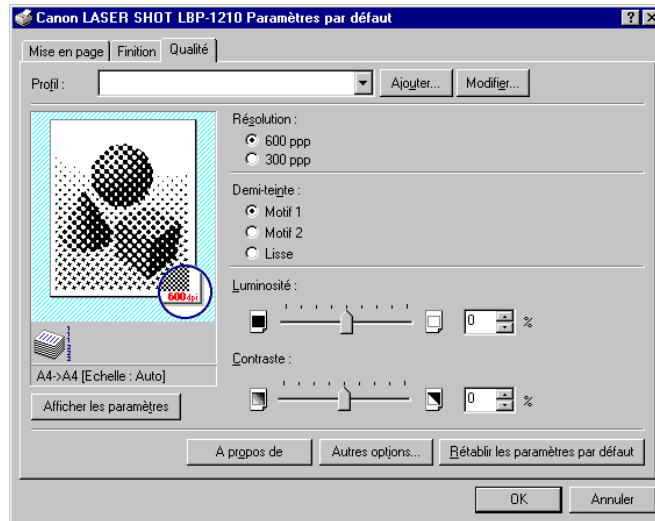 Canon LASER SHOT LBP-1210 Paramètres par défaut
Mise en page Finition Qualité
Profil :
Ajouter... Modifier...
Résolution :
600 ppp
300 ppp
Demi-teinte :
Motif 1
Motif 2
Lisse
600 dpi
Luminosité :
0 %
A4->A4 [Echelle : Auto]
Contraste :
0 %
Afficher les paramètres
A propos de Autres options... Rétablir les paramètres par défaut
OK Annuler